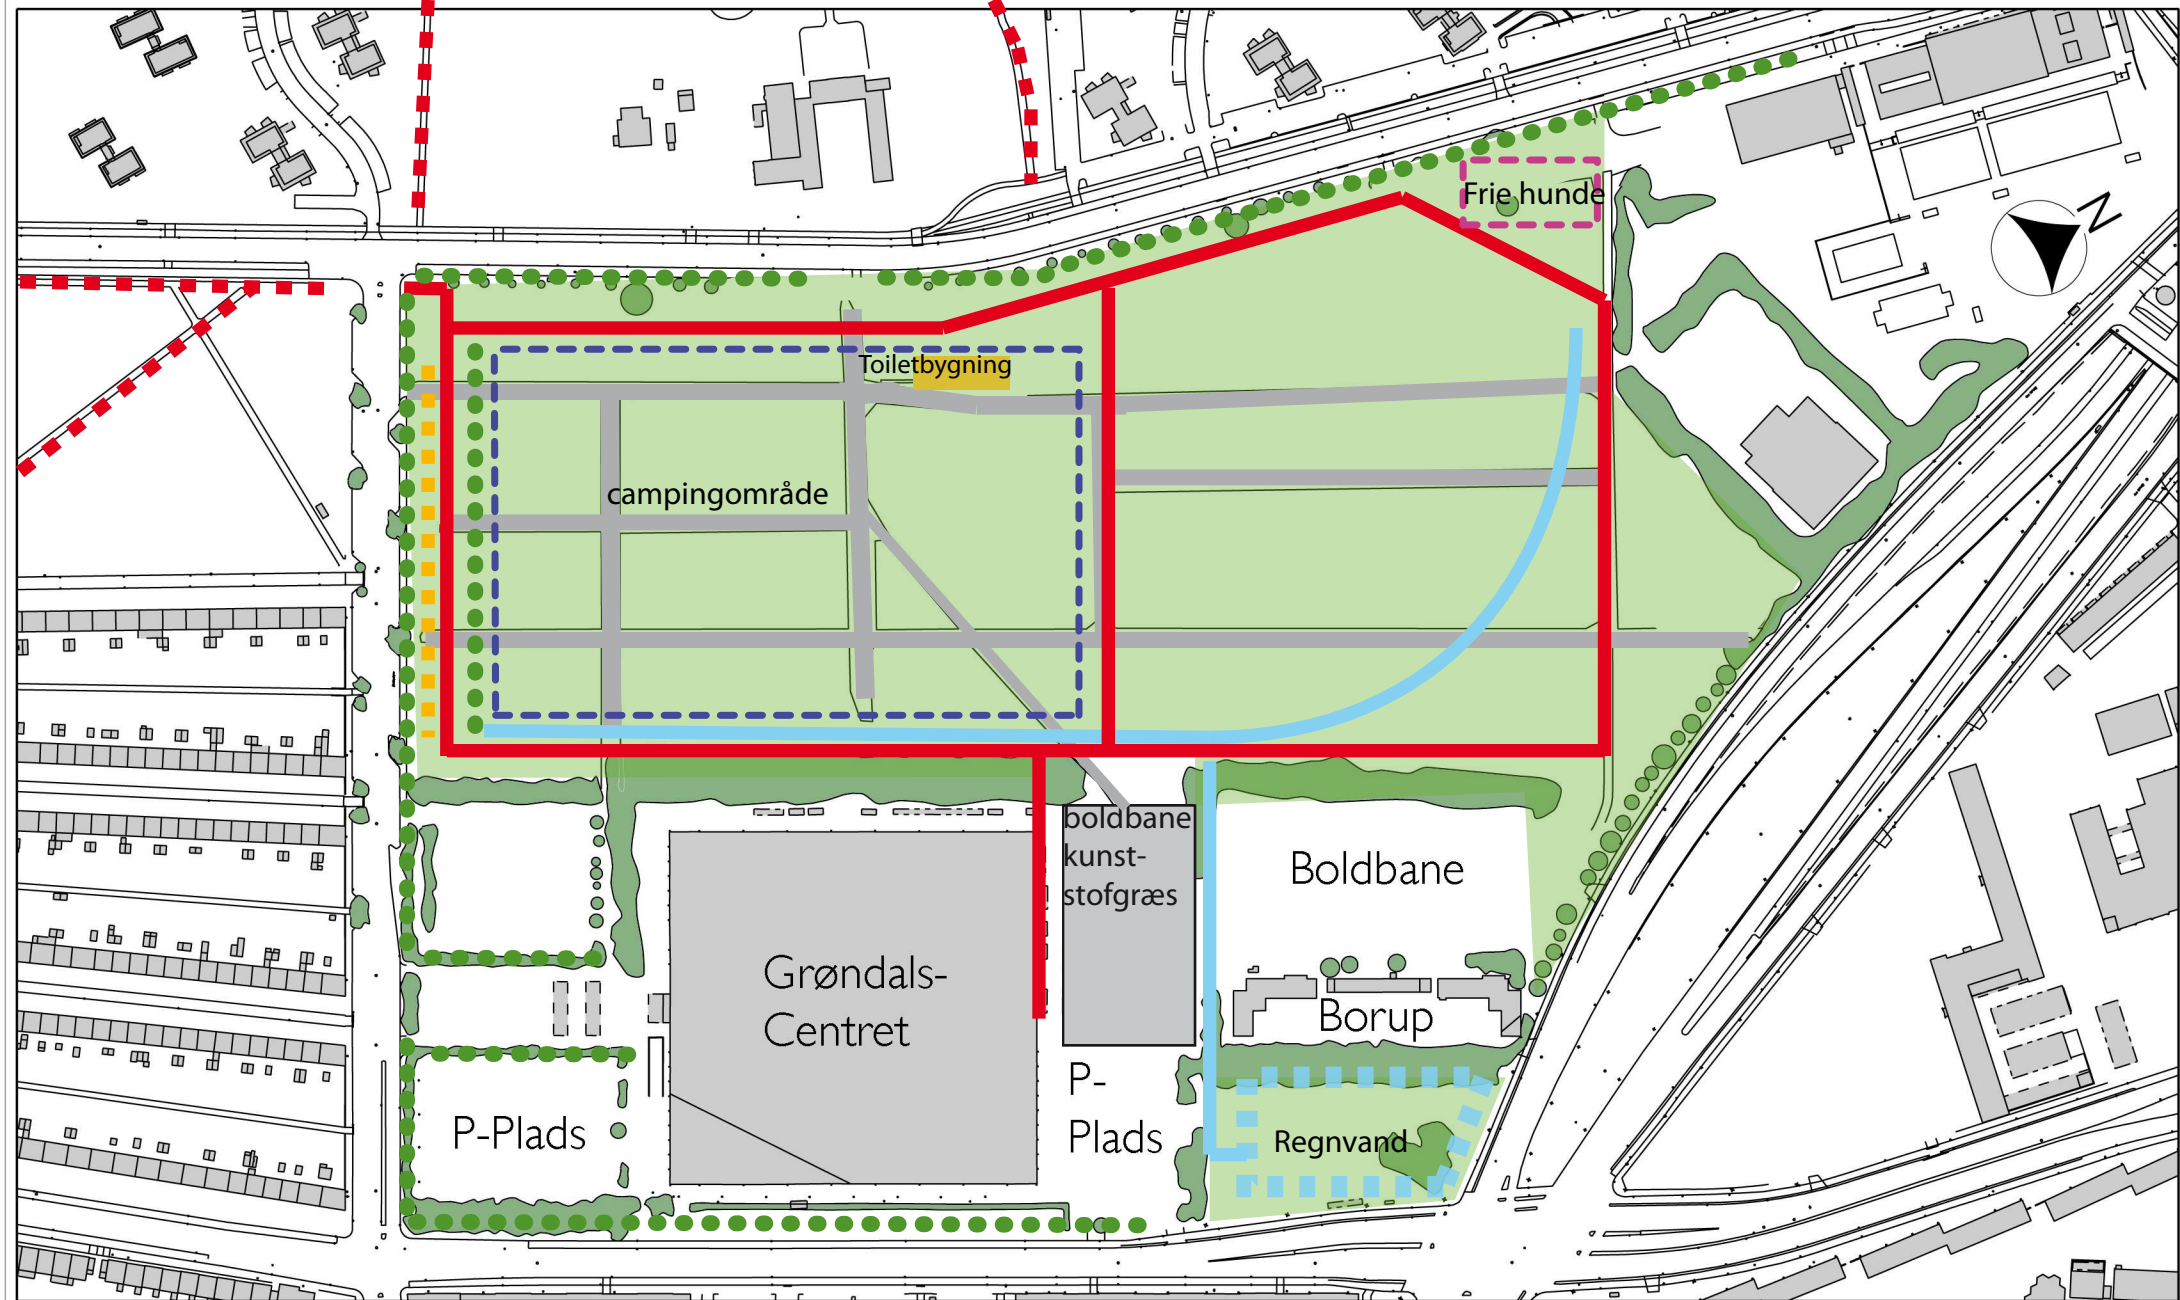 Frie hunde
N
Toiletbygning
campingområde
boldbane
kunst-
stofgræs
Boldbane
Grøndals-
Centret
Borup
P-
Plads
P-Plads
Regnvand